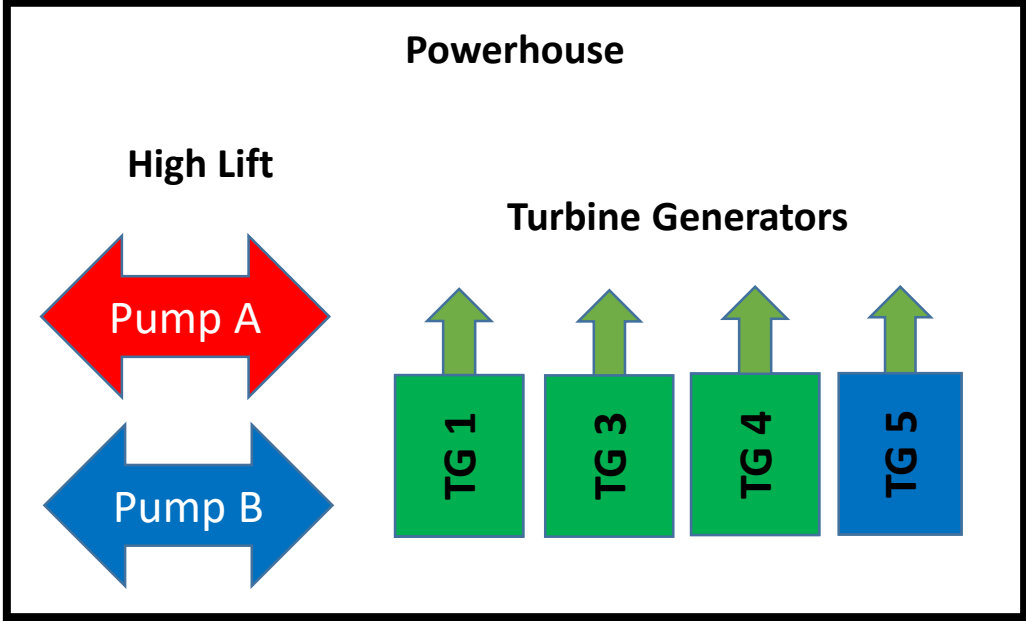 Powerhouse
High Lift
Turbine Generators
Pump A
Pump B
TG 1
TG 3
TG 4
TG 5